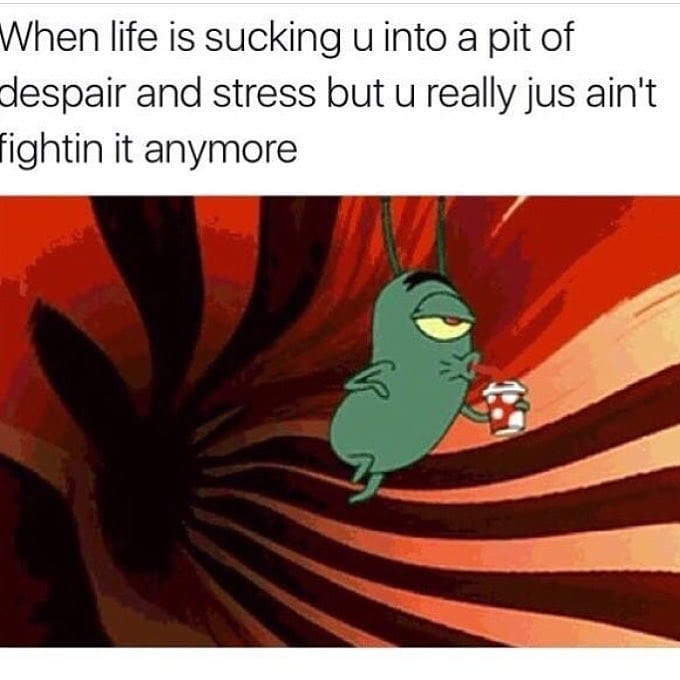 When life is sucking u into a pit of
despair and stress but u really jus ain't
fightin it anymore